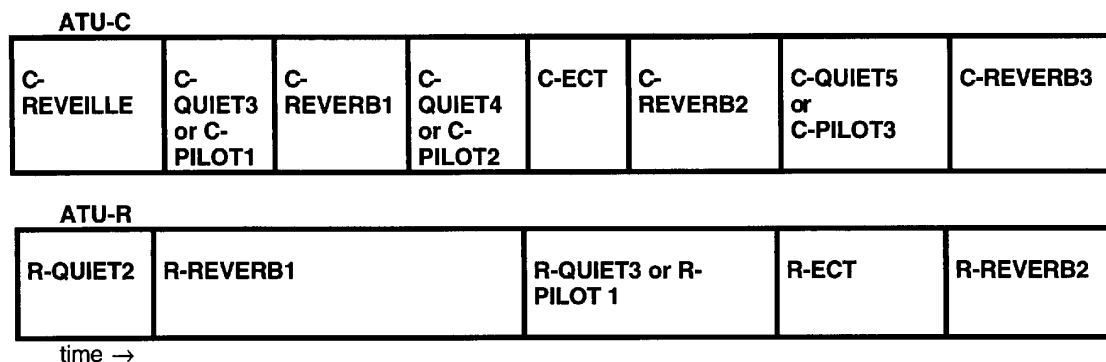 ATU-C
C-
REVEILLE
C-
QUIET3
or C-
PILOT1
C-
REVERB1
C-
QUIET4
or C-
PILOT2
C-ECT
C-
REVERB2
C-QUIET5
or
C-PILOT3
C-REVERB3
ATU-R
R-QUIET2
R-REVERB1
R-QUIET3 or R-
PILOT 1
R-ECT
R-REVERB2
time →